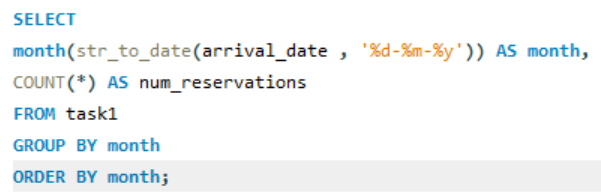 SELECT
month(str_to_date(arrival_date , '%d-%m-%y')) AS month,
COUNT(*) AS num_reservations
FROM task1
GROUP BY month
ORDER BY month;